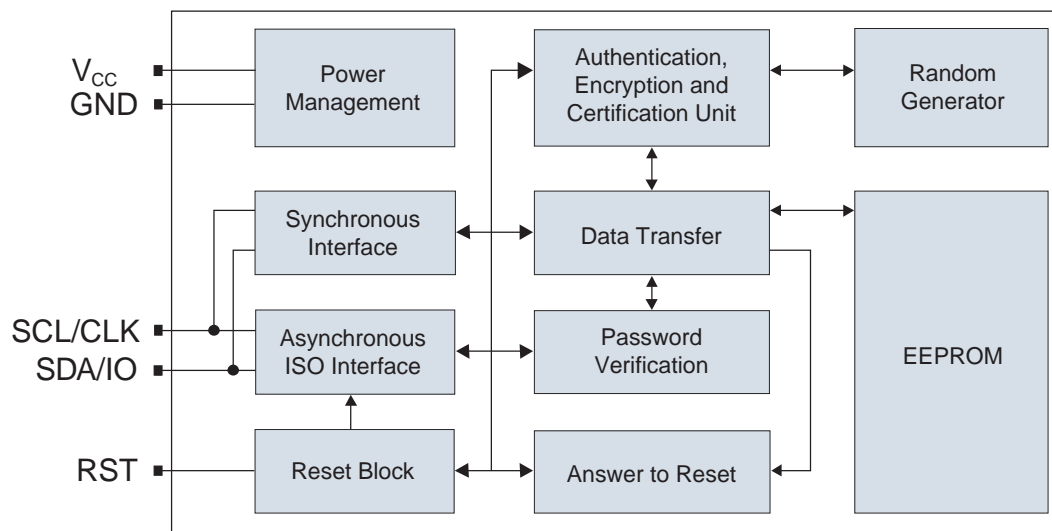 V_CC
GND
Power
Management
Authentication,
Encryption and
Certification Unit
Random
Generator
Synchronous
Interface
Data Transfer
SCL/CLK
SDA/IO
Asynchronous
ISO Interface
Password
Verification
EEPROM
RST
Reset Block
Answer to Reset